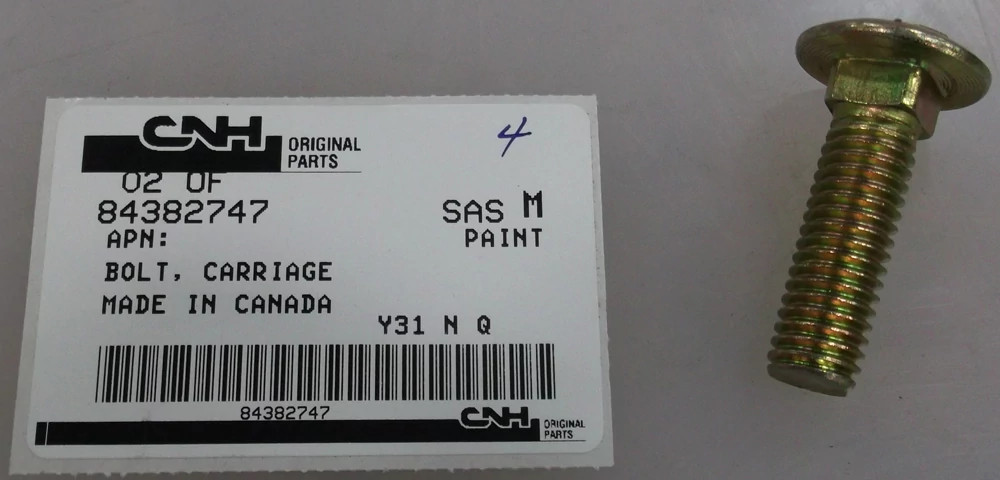 CNH ORIGINAL PARTS
4
02 OF
84382747
SAS M
APN:
PAINT
BOLT, CARRIAGE
MADE IN CANADA
Y31 N Q
84382747
CNH ORIGINAL PARTS